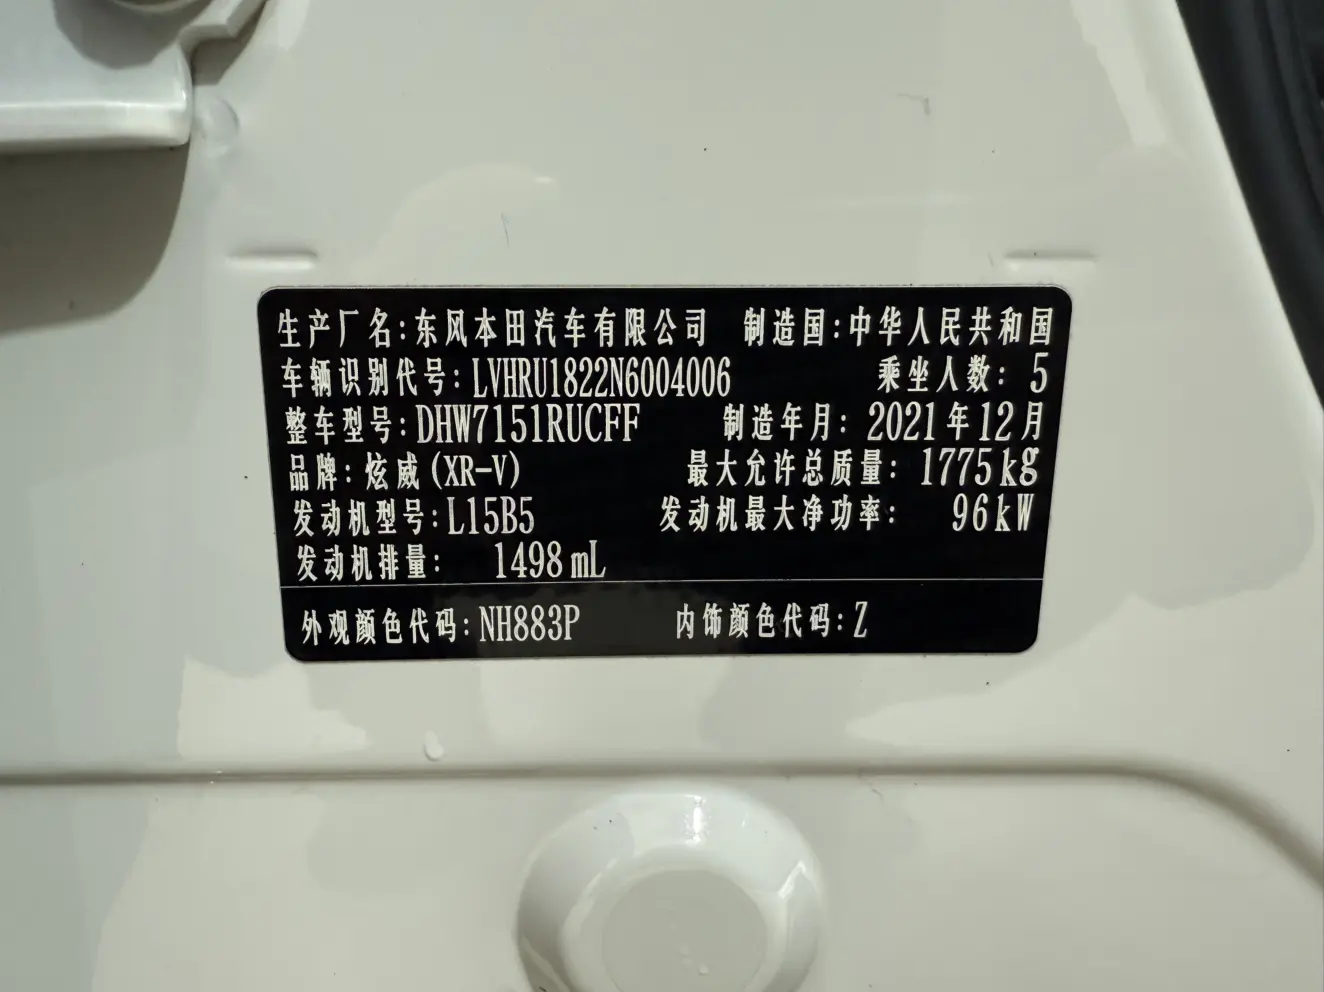 生产厂名:东风本田汽车有限公司 制造国:中华人民共和国
车辆识别代号:LVHRU1822N6004006 乘坐人数:5
整车型号:DHW7151RUCFF 制造年月:2021年12月
品牌:炫威(XR-V) 最大允许总质量:1775kg
发动机型号:L15B5 发动机最大净功率:96kW
发动机排量:1498mL
外观颜色代码:NH883P 内饰颜色代码:Z